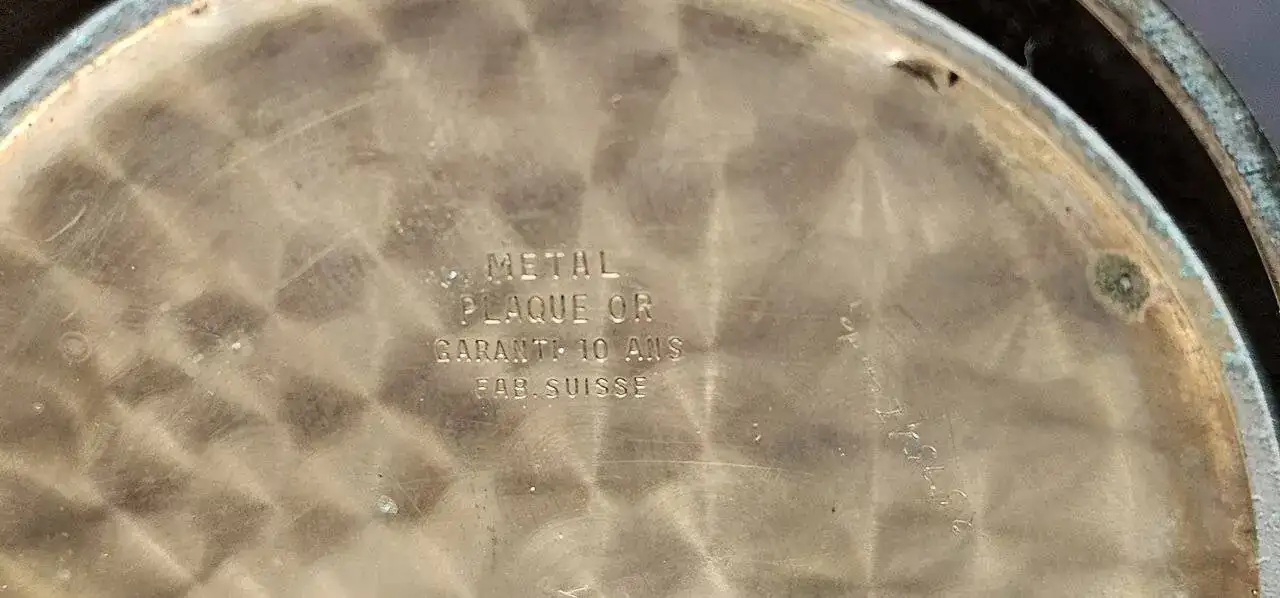 METAL
PLAQUE OR
GARANTI 10 ANS
FAB. SUISSE